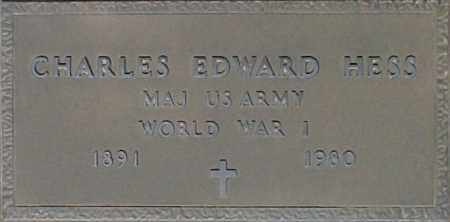 CHARLES EDWARD HESS
MAJ US ARMY
WORLD WAR I
1891 1980